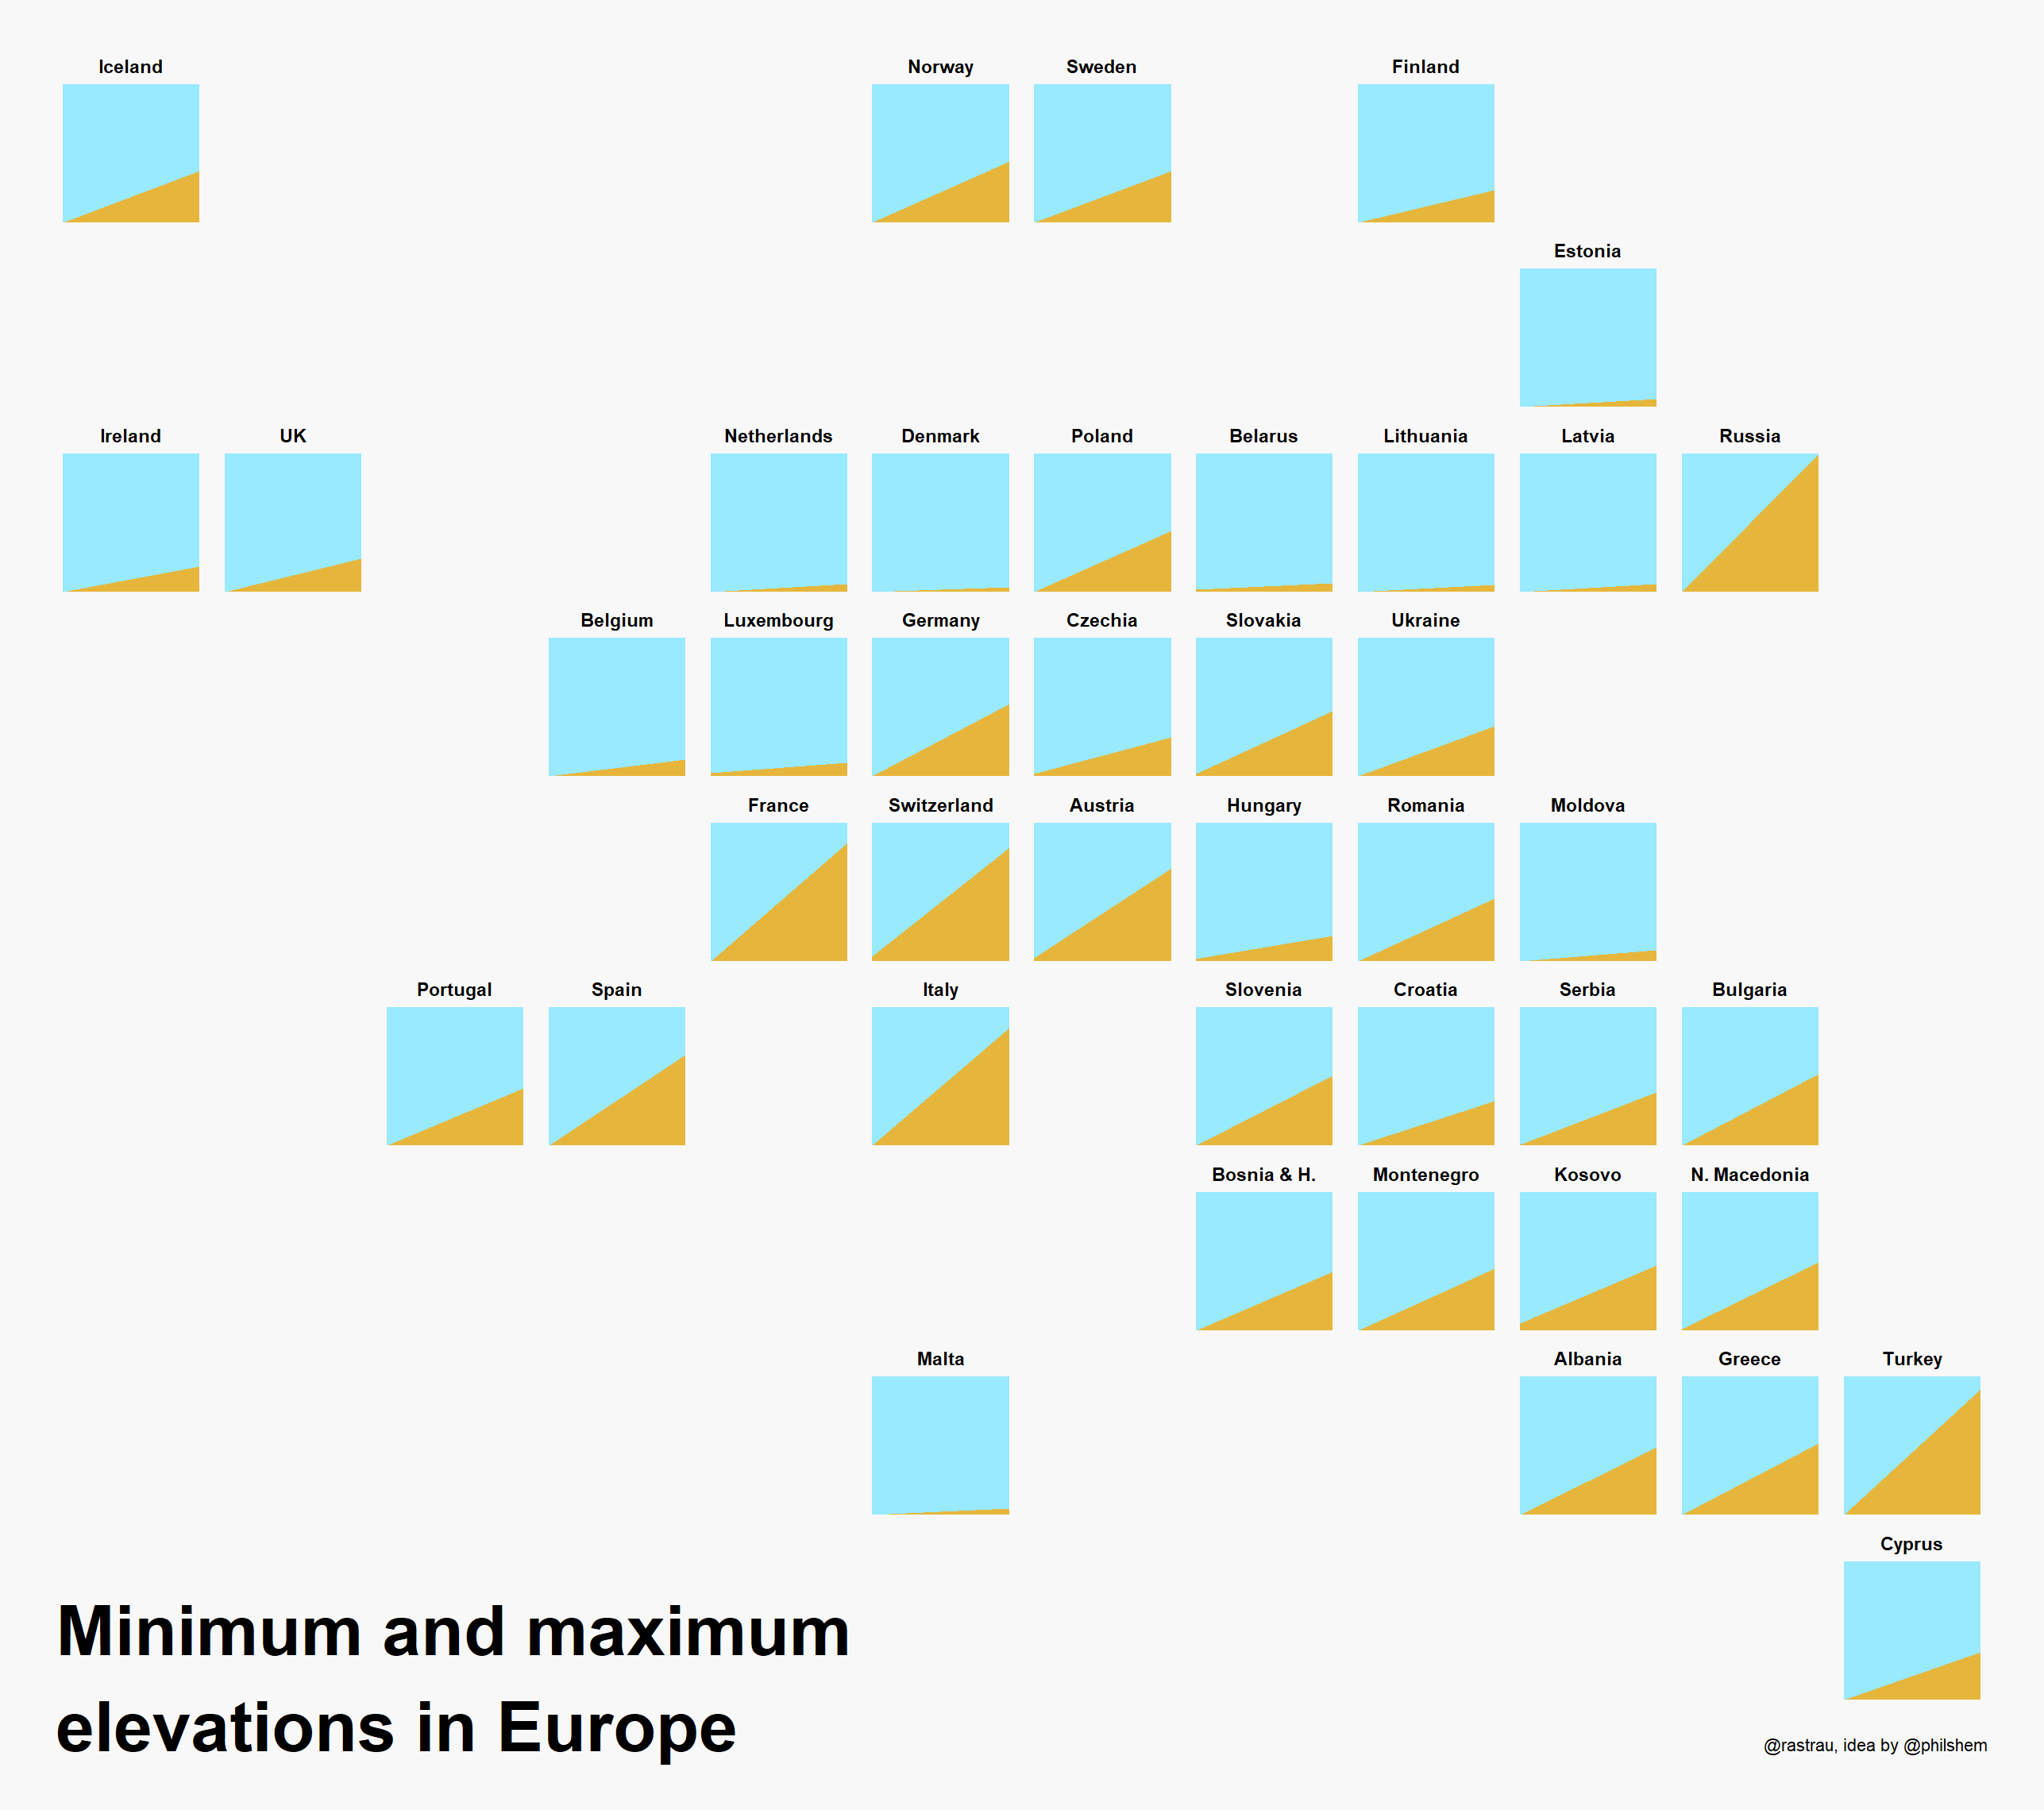 Iceland
Norway
Sweden
Finland
Estonia
Ireland
UK
Netherlands
Denmark
Poland
Belarus
Lithuania
Latvia
Russia
Belgium
Luxembourg
Germany
Czechia
Slovakia
Ukraine
France
Switzerland
Austria
Hungary
Romania
Moldova
Portugal
Spain
Italy
Slovenia
Croatia
Serbia
Bulgaria
Bosnia & H.
Montenegro
Kosovo
N. Macedonia
Malta
Albania
Greece
Turkey
Cyprus
Minimum and maximum
elevations in Europe
@rastrau, idea by @philshem